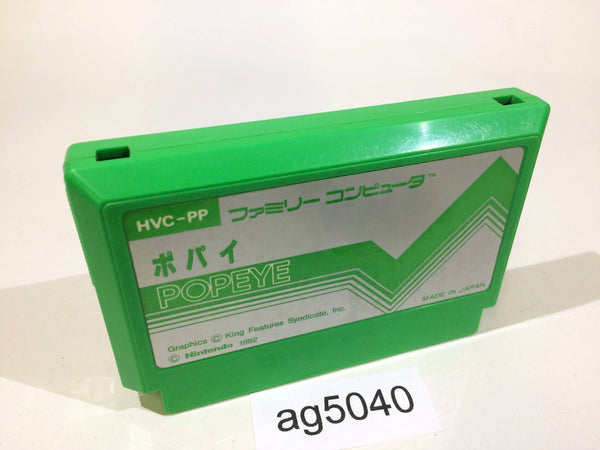 HVC-PP ファミリー コンピュータ™
ポパイ
POPEYE
MADE IN JAPAN
Graphics © King Features Syndicate, Inc.
© Nintendo 1982
ag5040